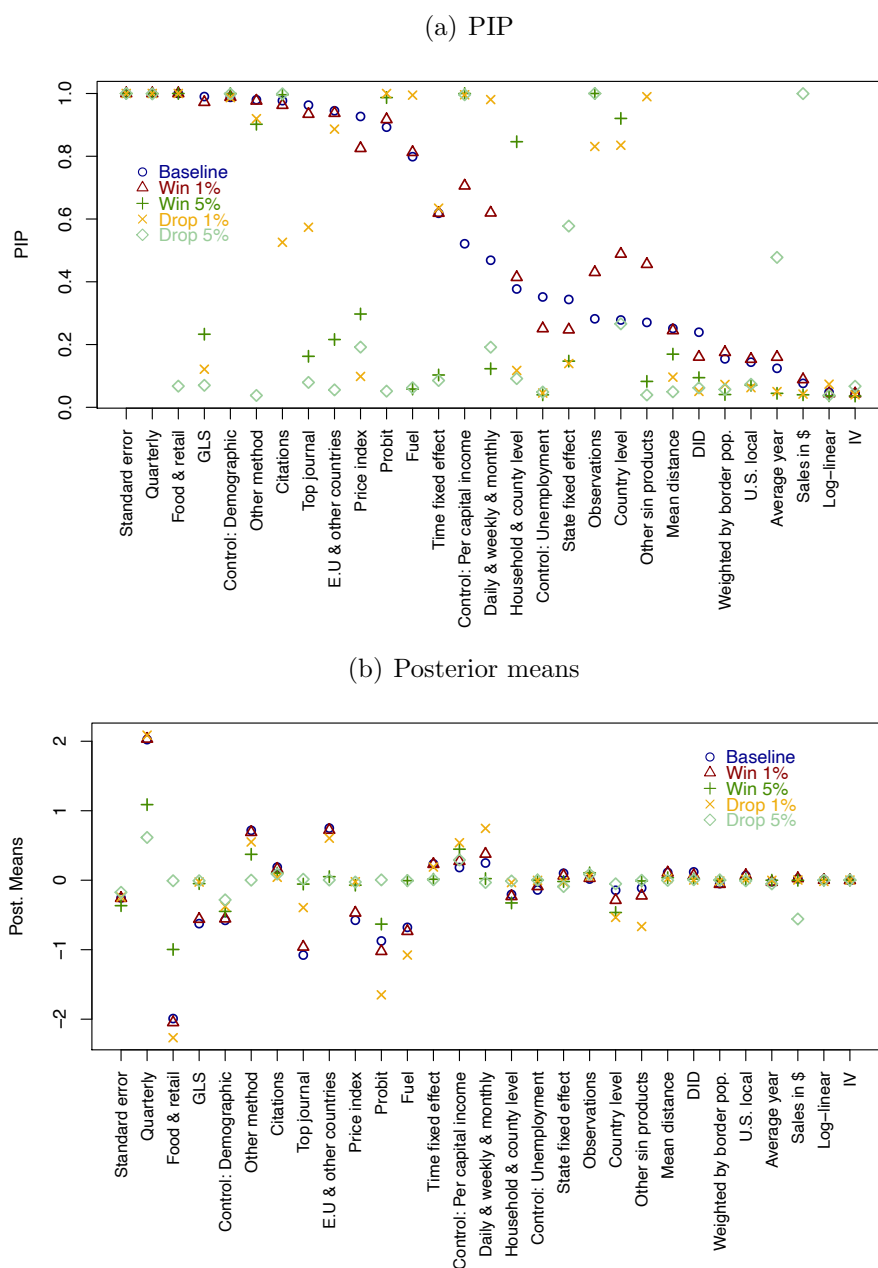 (a) PIP
1.0
0.8
0.6
0.4
0.2
0.0
PIP
Baseline
Win 1%
Win 5%
Drop 1%
Drop 5%
Standard error
Quarterly
Food & retail
GLS
Control: Demographic
Other method
Citations
Top journal
E.U & other countries
Price index
Probit
Fuel
Time fixed effect
Control: Per capital income
Daily & weekly & monthly
Household & county level
Control: Unemployment
State fixed effect
Observations
Country level
Other sin products
Mean distance
DID
Weighted by border pop.
U.S. local
Average year
Sales in $
Log−linear
IV
(b) Posterior means
2
1
0
−1
−2
Post. Means
Baseline
Win 1%
Win 5%
Drop 1%
Drop 5%
Standard error
Quarterly
Food & retail
GLS
Control: Demographic
Other method
Citations
Top journal
E.U & other countries
Price index
Probit
Fuel
Time fixed effect
Control: Per capital income
Daily & weekly & monthly
Household & county level
Control: Unemployment
State fixed effect
Observations
Country level
Other sin products
Mean distance
DID
Weighted by border pop.
U.S. local
Average year
Sales in $
Log−linear
IV